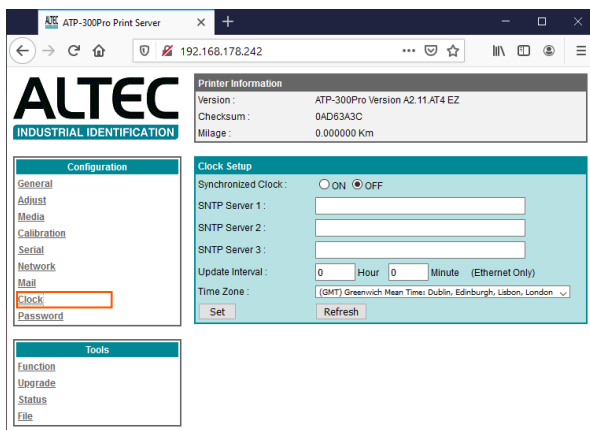 ATP-300Pro Print Server
192.168.178.242
ALTEC
INDUSTRIAL IDENTIFICATION
Printer Information
Version : ATP-300Pro Version A2.11.AT4 EZ
Checksum : 0AD63A3C
Milage : 0.000000 Km
Configuration
General
Adjust
Media
Calibration
Serial
Network
Mail
Clock
Password
Clock Setup
Synchronized Clock : ON OFF
SNTP Server 1 :
SNTP Server 2 :
SNTP Server 3 :
Update Interval : 0 Hour 0 Minute (Ethernet Only)
Time Zone : (GMT) Greenwich Mean Time: Dublin, Edinburgh, Lisbon, London
Set Refresh
Tools
Function
Upgrade
Status
File